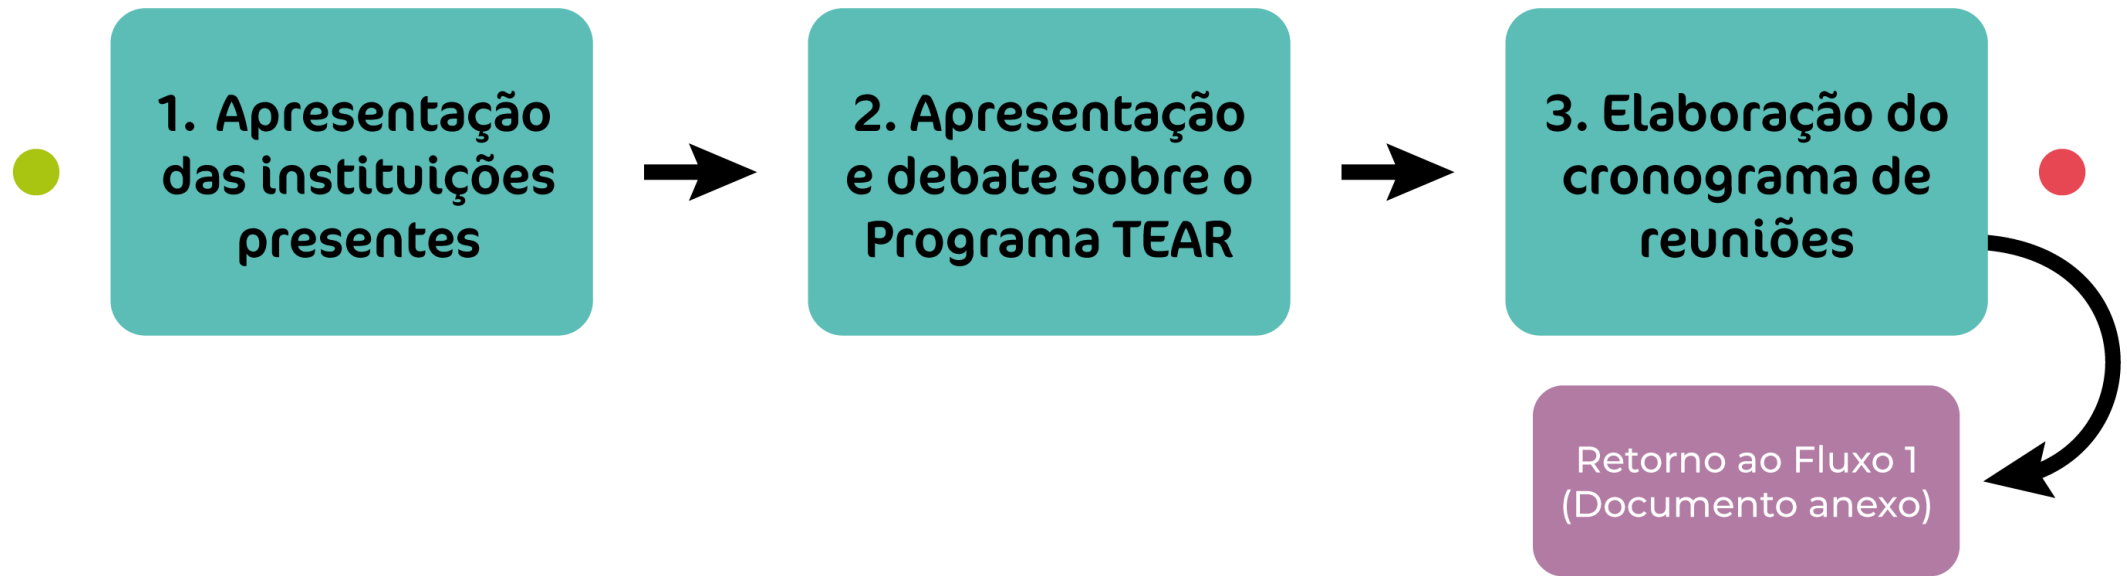 1. Apresentação
das instituições
presentes
2. Apresentação
e debate sobre o
Programa TEAR
3. Elaboração do
cronograma de
reuniões
Retorno ao Fluxo 1
(Documento anexo)